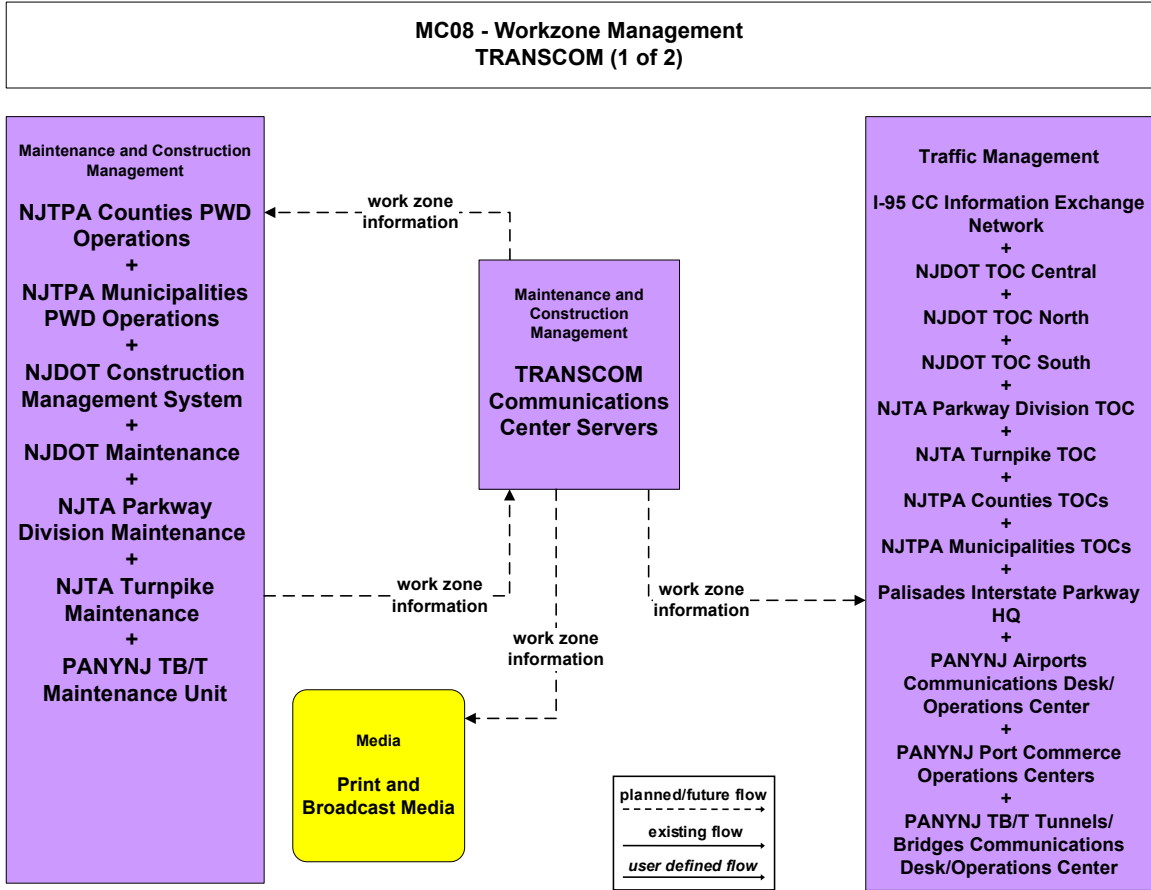 MC08 - Workzone Management
TRANSCOM (1 of 2)
Maintenance and Construction
Management
NJTPA Counties PWD
Operations
+
NJTPA Municipalities
PWD Operations
+
NJDOT Construction
Management System
+
NJDOT Maintenance
+
NJTA Parkway
Division Maintenance
+
NJTA Turnpike
Maintenance
+
PANYNJ TB/T
Maintenance Unit
work zone
information
Maintenance and
Construction
Management
TRANSCOM
Communications
Center Servers
work zone
information
work zone
information
work zone
information
Media
Print and
Broadcast Media
planned/future flow
existing flow
user defined flow
Traffic Management
I-95 CC Information Exchange
Network
+
NJDOT TOC Central
+
NJDOT TOC North
+
NJDOT TOC South
+
NJTA Parkway Division TOC
+
NJTA Turnpike TOC
+
NJTPA Counties TOCs
+
NJTPA Municipalities TOCs
+
Palisades Interstate Parkway
HQ
+
PANYNJ Airports
Communications Desk/
Operations Center
+
PANYNJ Port Commerce
Operations Centers
+
PANYNJ TB/T Tunnels/
Bridges Communications
Desk/Operations Center